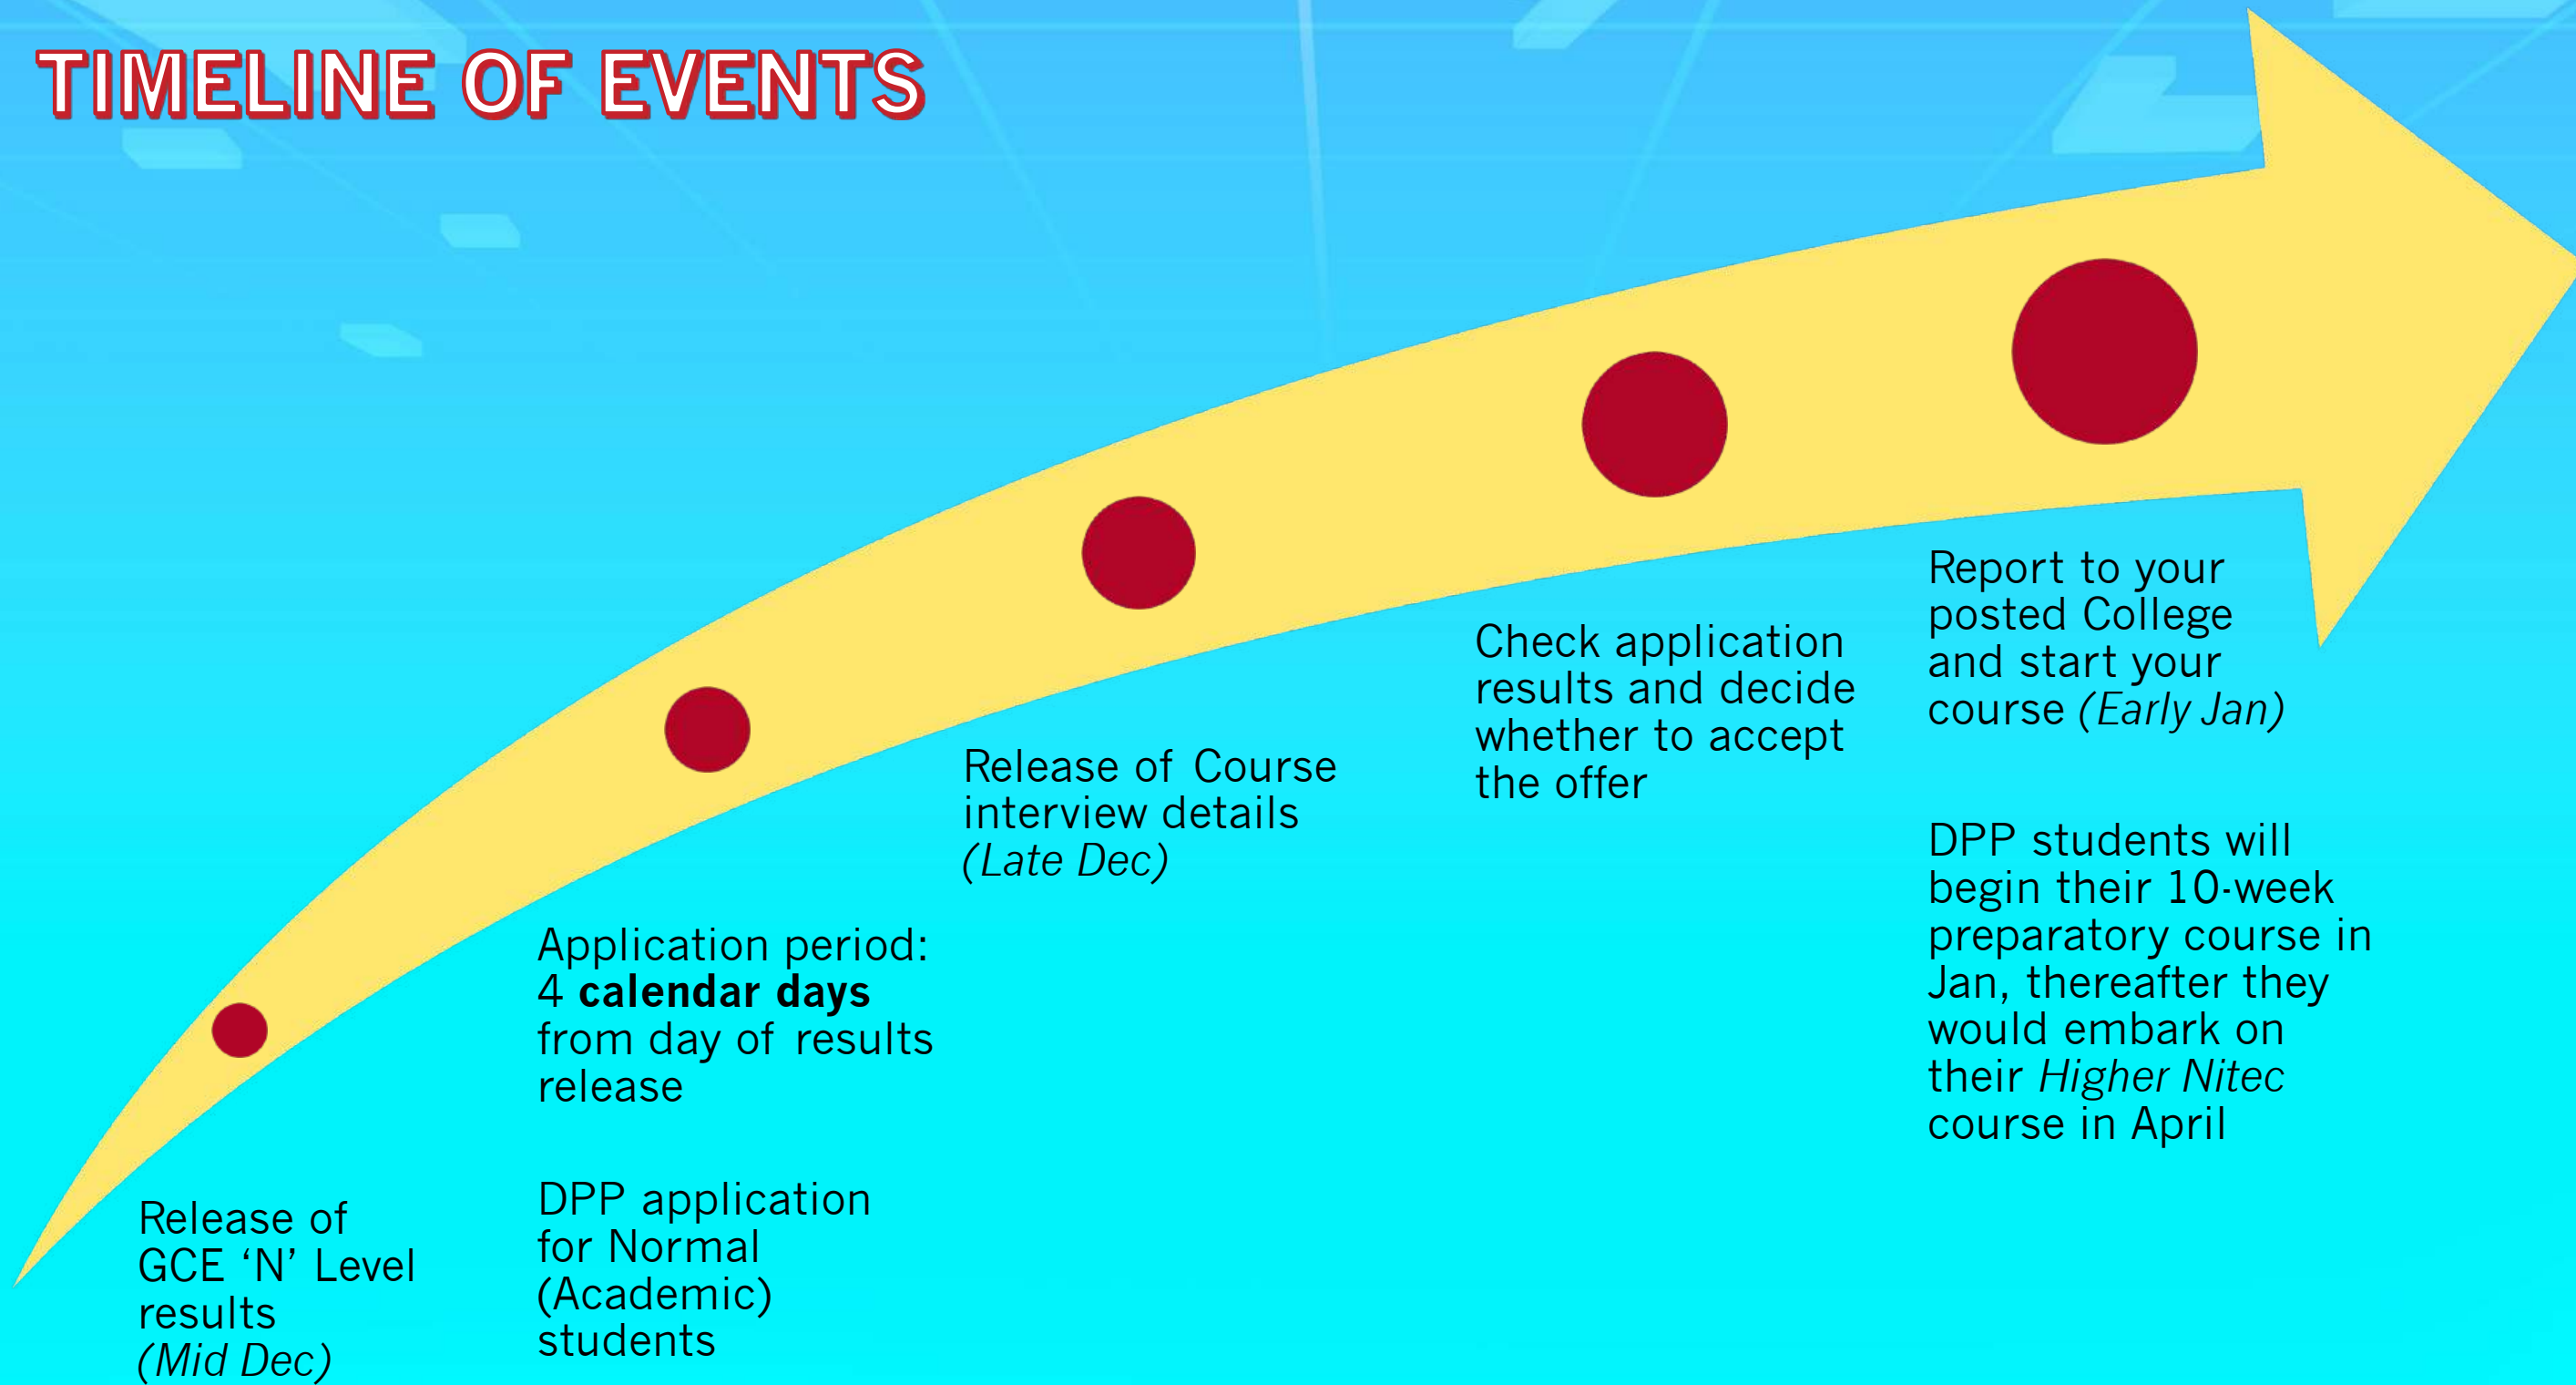 TIMELINE OF EVENTS
Release of
GCE ‘N’ Level
results
(Mid Dec)
Application period:
4 calendar days
from day of results
release
DPP application
for Normal
(Academic)
students
Release of Course
interview details
(Late Dec)
Check application
results and decide
whether to accept
the offer
Report to your
posted College
and start your
course (Early Jan)
DPP students will
begin their 10-week
preparatory course in
Jan, thereafter they
would embark on
their Higher Nitec
course in April